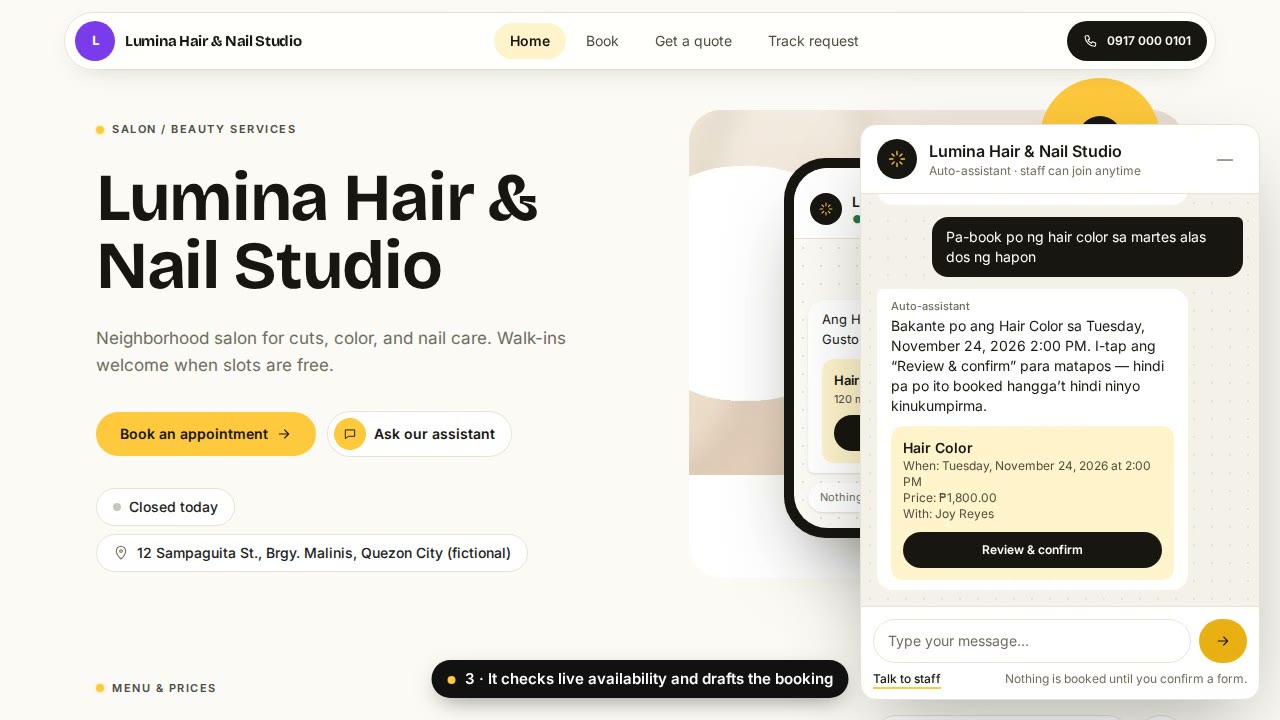 L
Lumina Hair & Nail Studio
Home
Book
Get a quote
Track request
0917 000 0101
SALON / BEAUTY SERVICES
Lumina Hair &
Nail Studio
Neighborhood salon for cuts, color, and nail care. Walk-ins
welcome when slots are free.
Book an appointment
Ask our assistant
Closed today
12 Sampaguita St., Brgy. Malinis, Quezon City (fictional)
MENU & PRICES
L
Ang H
Gusto
Hair
120 m
Nothing
Lumina Hair & Nail Studio
Auto-assistant · staff can join anytime
Pa-book po ng hair color sa martes alas
dos ng hapon
Auto-assistant
Bakante po ang Hair Color sa Tuesday,
November 24, 2026 2:00 PM. I-tap ang
“Review & confirm” para matapos — hindi
pa po ito booked hangga’t hindi ninyo
kinukumpirma.
Hair Color
When: Tuesday, November 24, 2026 at 2:00
PM
Price: ₱1,800.00
With: Joy Reyes
Review & confirm
Type your message...
Talk to staff
Nothing is booked until you confirm a form.
3 · It checks live availability and drafts the booking